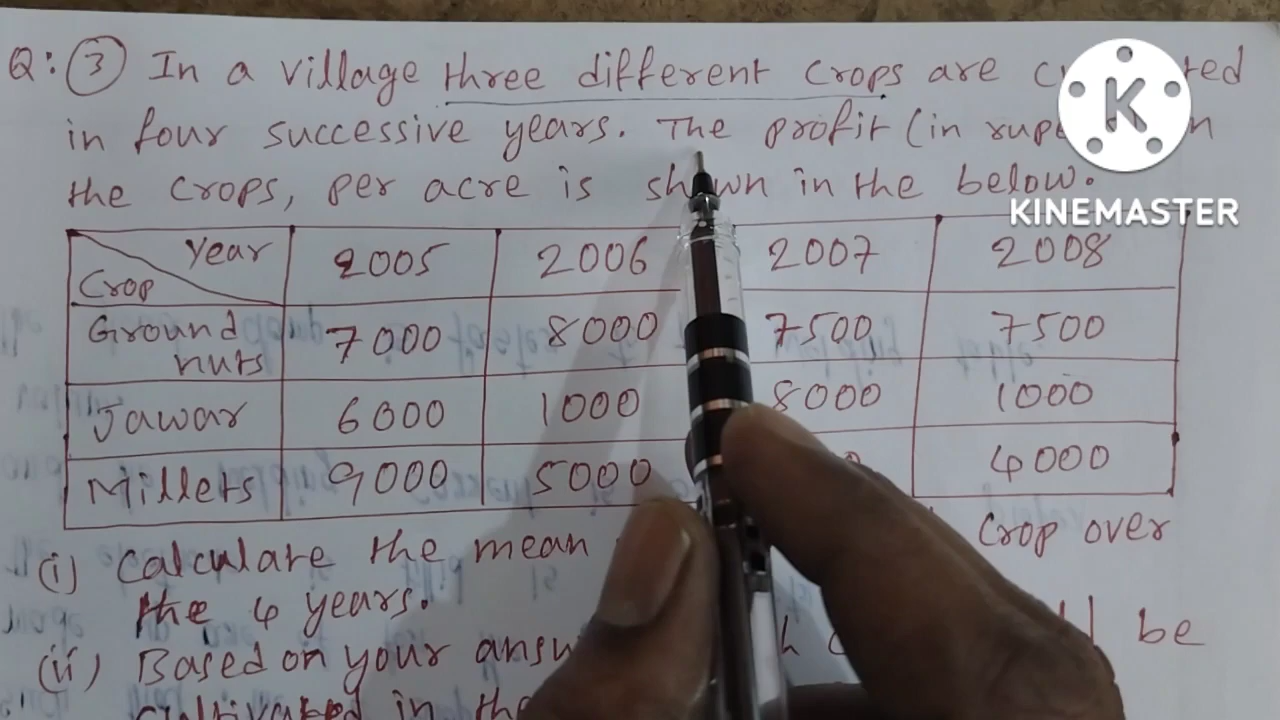 Q: 3 In a village three different crops are
in four successive years. The profit (in
the crops, per acre is shown in the below.
Year 2005 2006 2007 2008
Crop
Ground nuts 7000 8000 7500 7500
Jawar 6000 1000 8000 1000
Millets 9000 5000 4000
(i) Calculate the mean crop over
the 4 years.
(ii) Based on your be
in the
K
KINEMASTER